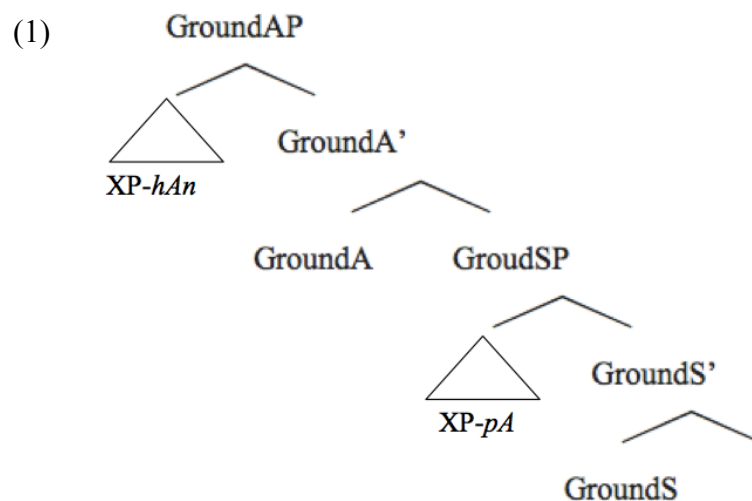 (1)
GroundAP
XP-hAn
GroundA’
GroundA
GroudSP
XP-pA
GroundS’
GroundS